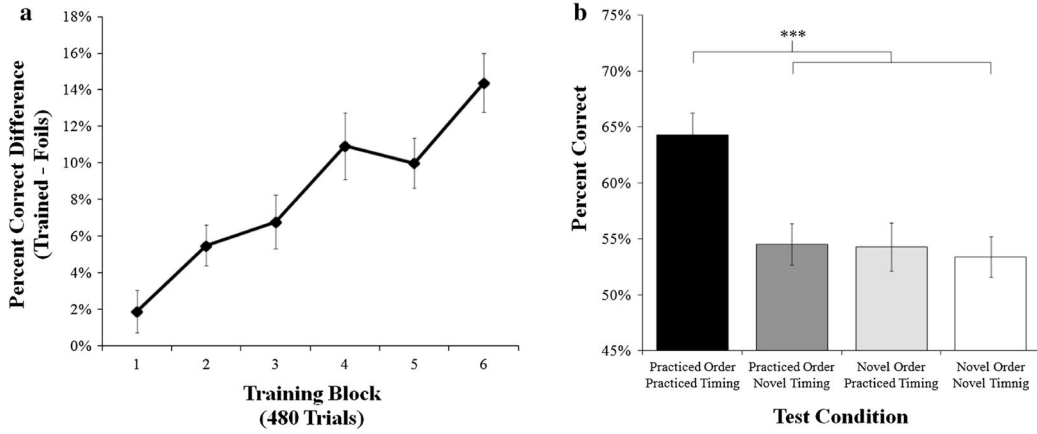 a
18%
16%
14%
12%
10%
8%
6%
4%
2%
0%
Percent Correct Difference
(Trained - Foils)
1 2 3 4 5 6
Training Block
(480 Trials)
b
75%
70%
65%
60%
55%
50%
45%
Percent Correct
***
Practiced Order
Practiced Timing
Practiced Order
Novel Timing
Novel Order
Practiced Timing
Novel Order
Novel Timnig
Test Condition